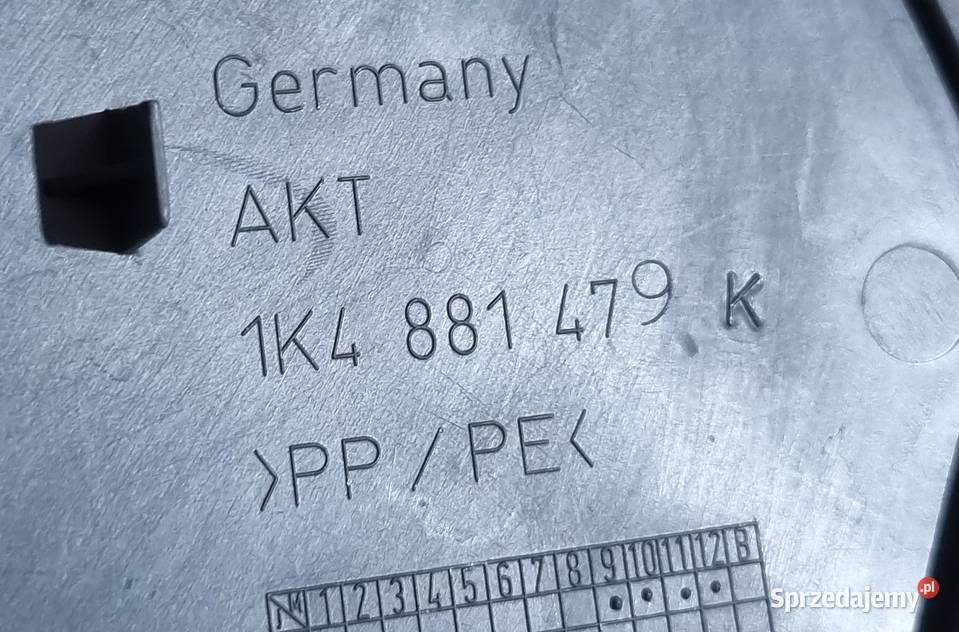 Germany
AKT
1K4 881 479 K
>PP/PE<
M 1 2 3 4 5 6 7 8 9 10 11 12 B
Sprzedajemy.pl